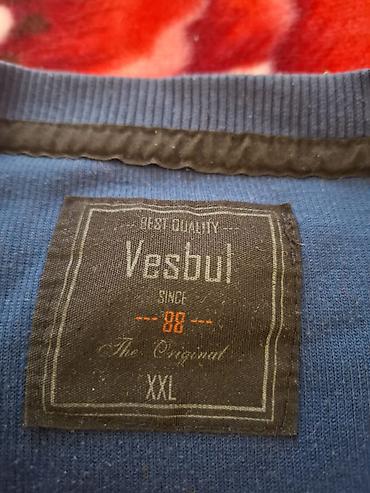 BEST QUALITY
Vesbul
SINCE
--- 88 ---
The Original
XXL